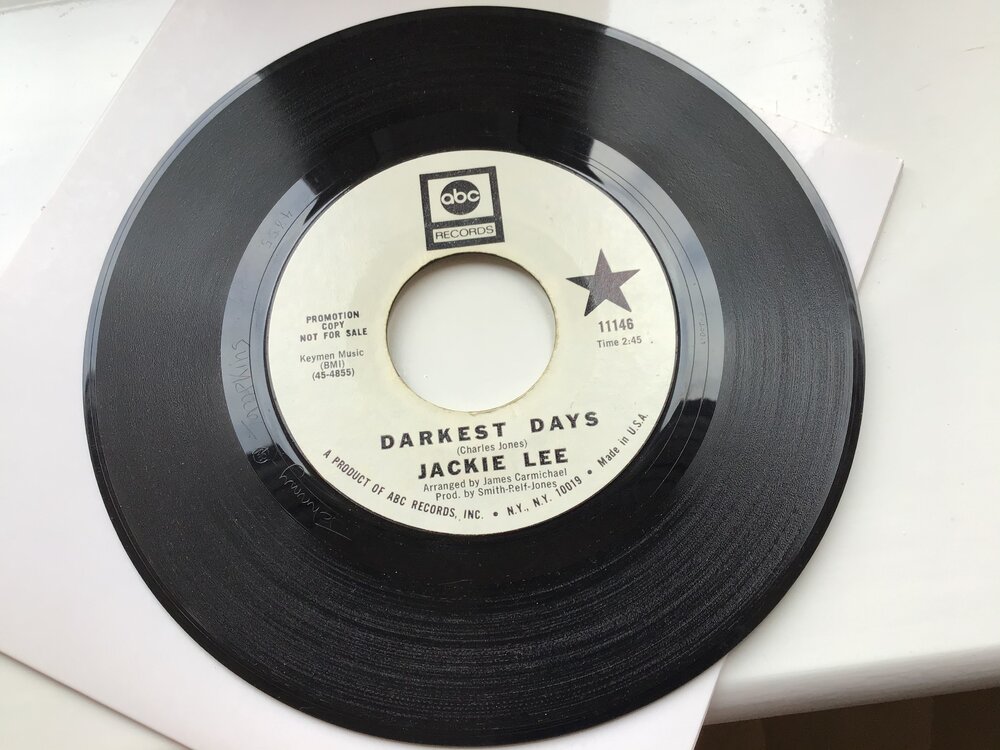 abc
RECORDS
PROMOTION
COPY
NOT FOR SALE
Keymen Music
(BMI)
(45-4855)
11146
Time 2:45
DARKEST DAYS
(Charles Jones)
JACKIE LEE
Arranged by James Carmichael
Prod. by Smith-Relf-Jones
A PRODUCT OF ABC RECORDS, INC. • N.Y., N.Y. 10019 • Made in U.S.A.